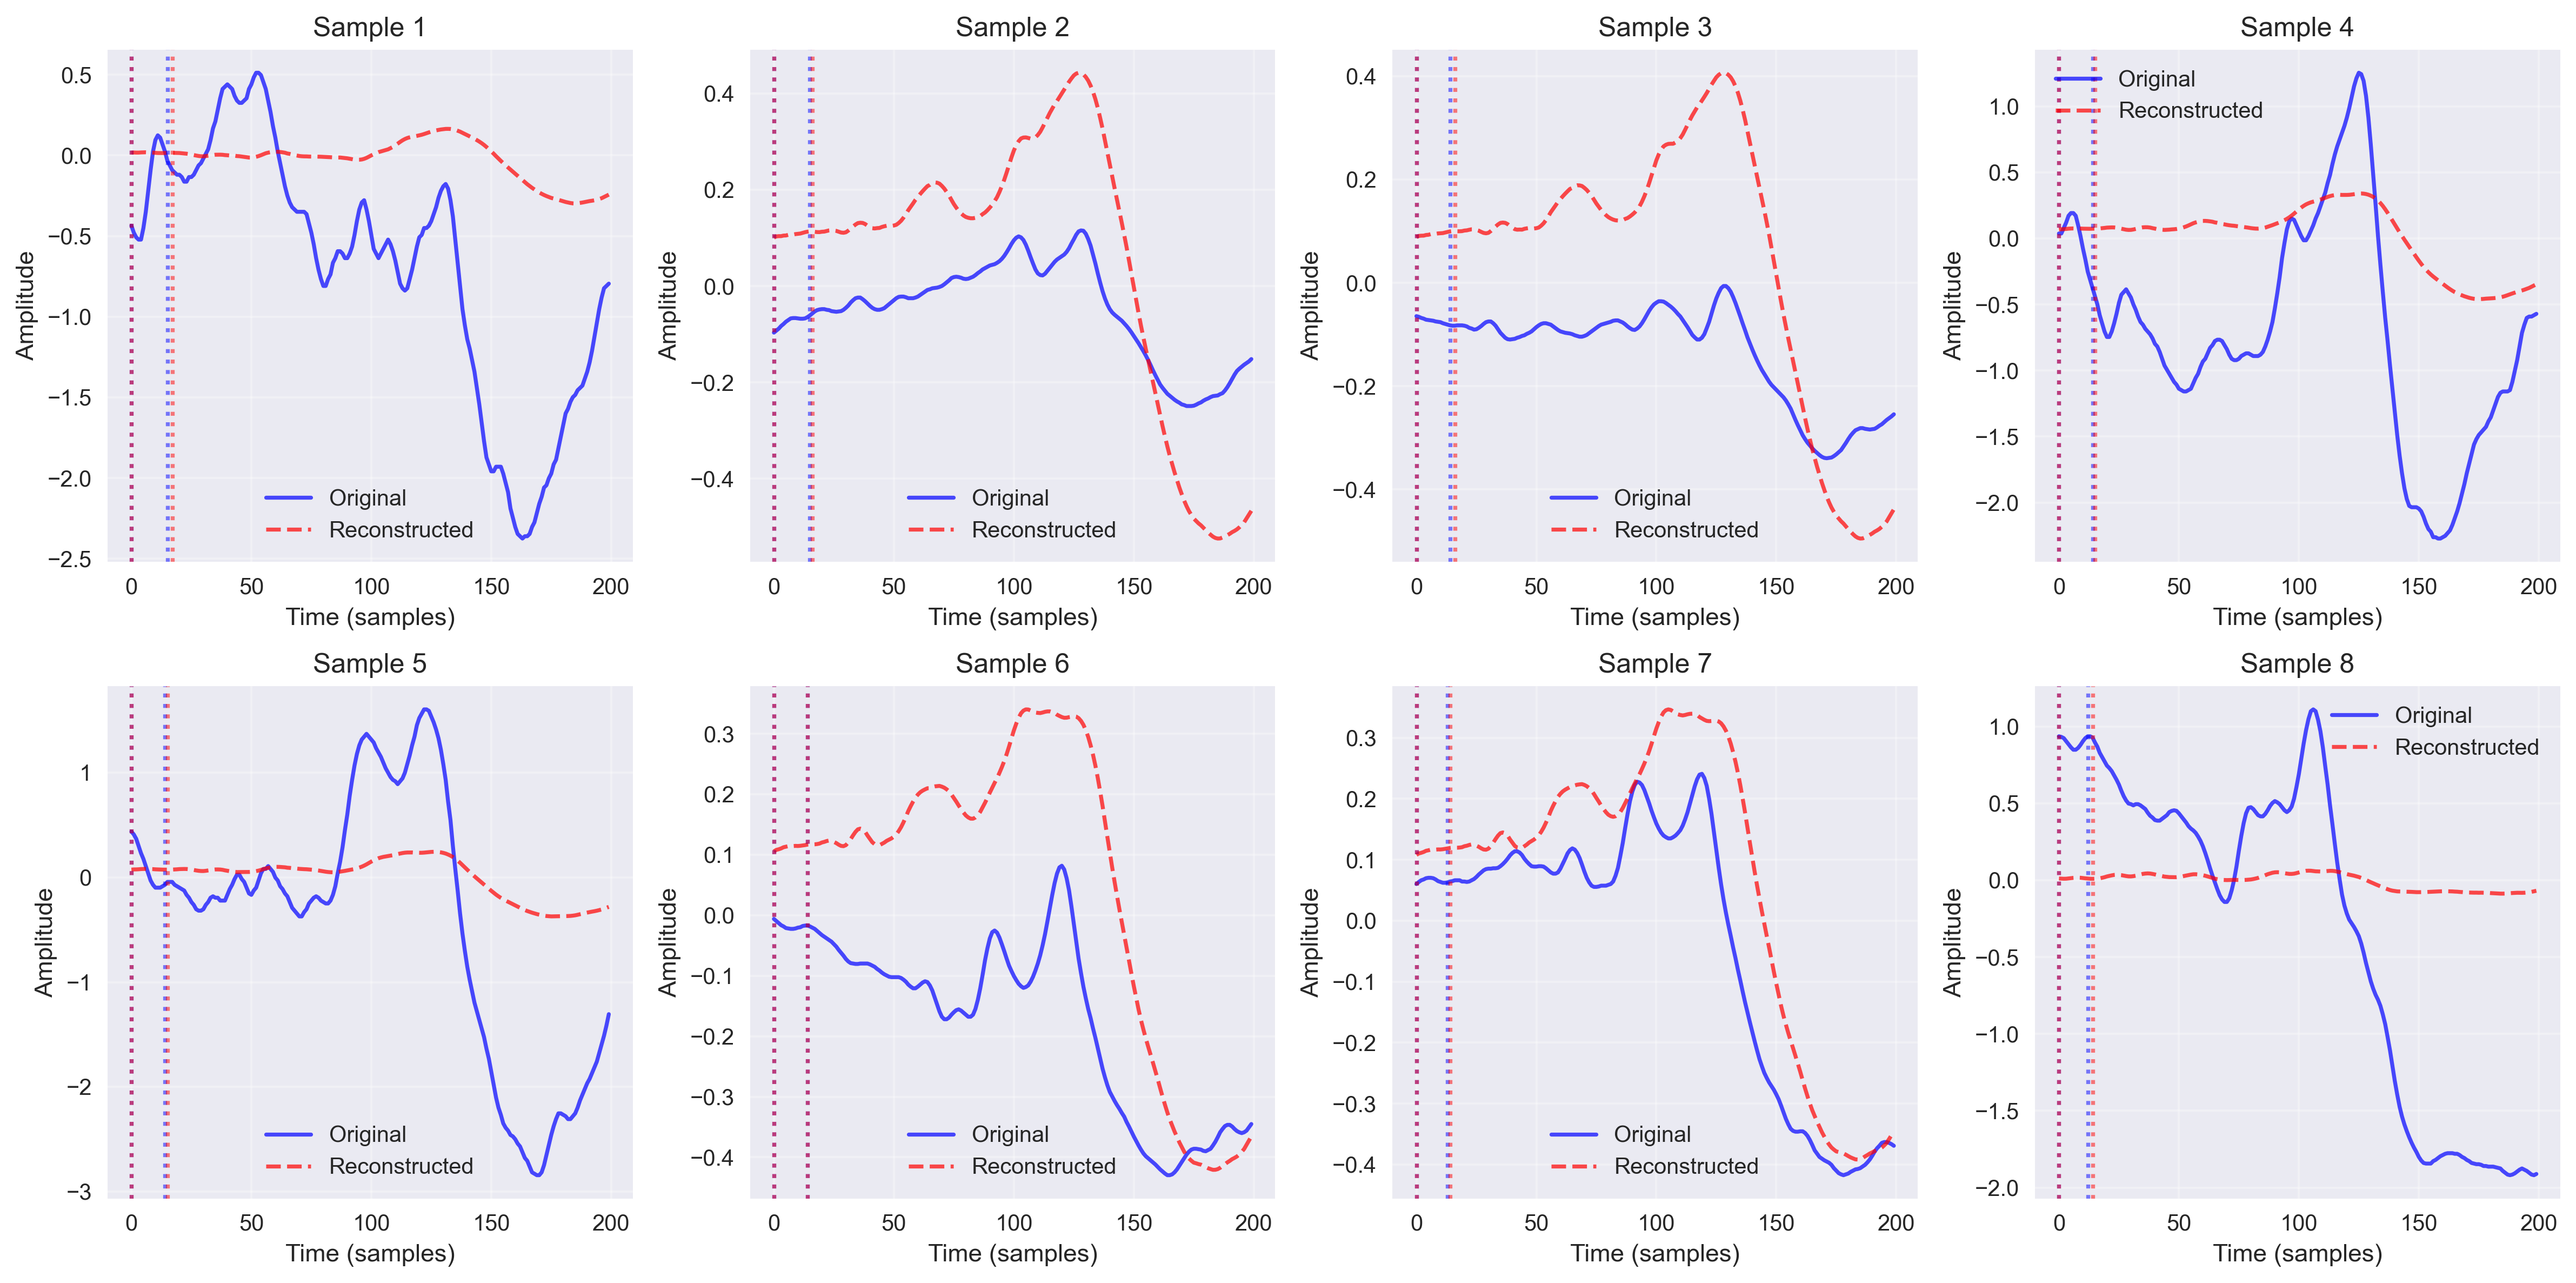 Sample 1
Amplitude
0.5
0.0
−0.5
−1.0
−1.5
−2.0
−2.5
Original
Reconstructed
0 50 100 150 200
Time (samples)
Sample 2
Amplitude
0.4
0.2
0.0
−0.2
−0.4
Original
Reconstructed
0 50 100 150 200
Time (samples)
Sample 3
Amplitude
0.4
0.2
0.0
−0.2
−0.4
Original
Reconstructed
0 50 100 150 200
Time (samples)
Sample 4
Amplitude
Original
Reconstructed
1.0
0.5
0.0
−0.5
−1.0
−1.5
−2.0
0 50 100 150 200
Time (samples)
Sample 5
Amplitude
1
0
−1
−2
−3
Original
Reconstructed
0 50 100 150 200
Time (samples)
Sample 6
Amplitude
0.3
0.2
0.1
0.0
−0.1
−0.2
−0.3
−0.4
Original
Reconstructed
0 50 100 150 200
Time (samples)
Sample 7
Amplitude
0.3
0.2
0.1
0.0
−0.1
−0.2
−0.3
−0.4
Original
Reconstructed
0 50 100 150 200
Time (samples)
Sample 8
Amplitude
Original
Reconstructed
1.0
0.5
0.0
−0.5
−1.0
−1.5
−2.0
0 50 100 150 200
Time (samples)